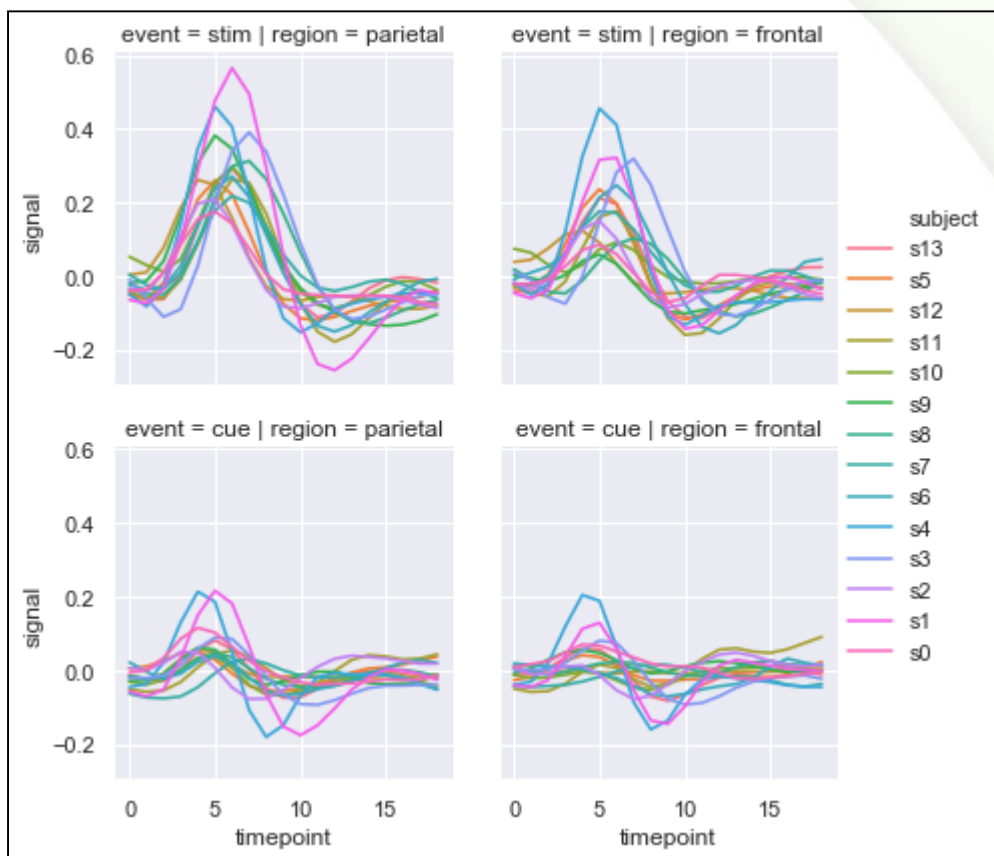 event = stim | region = parietal
event = stim | region = frontal
0.6
0.4
0.2
0.0
−0.2
signal
event = cue | region = parietal
event = cue | region = frontal
0.6
0.4
0.2
0.0
−0.2
signal
0 5 10 15
timepoint
0 5 10 15
timepoint
subject
s13
s5
s12
s11
s10
s9
s8
s7
s6
s4
s3
s2
s1
s0